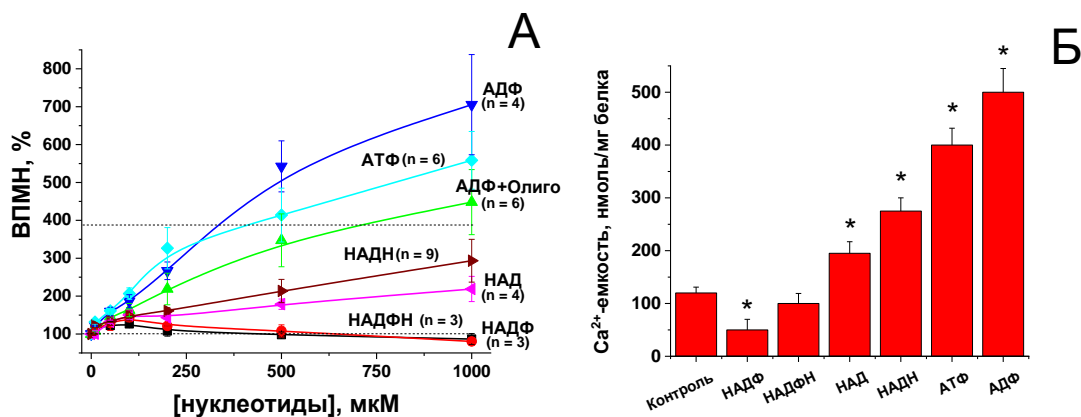 А
ВПМН, %
800
700
600
500
400
300
200
100
0
250
500
750
1000
[нуклеотиды], мкМ
АДФ
(n = 4)
АТФ (n = 6)
АДФ+Олиго
(n = 6)
НАДН (n = 9)
НАД
(n = 4)
НАДФН (n = 3)
НАДФ
(n = 3)
Б
Ca²⁺-емкость, нмоль/мг белка
500
400
300
200
100
0
* * * * *
Контроль
НАДФ
НАДФН
НАД
НАДН
АТФ
АДФ